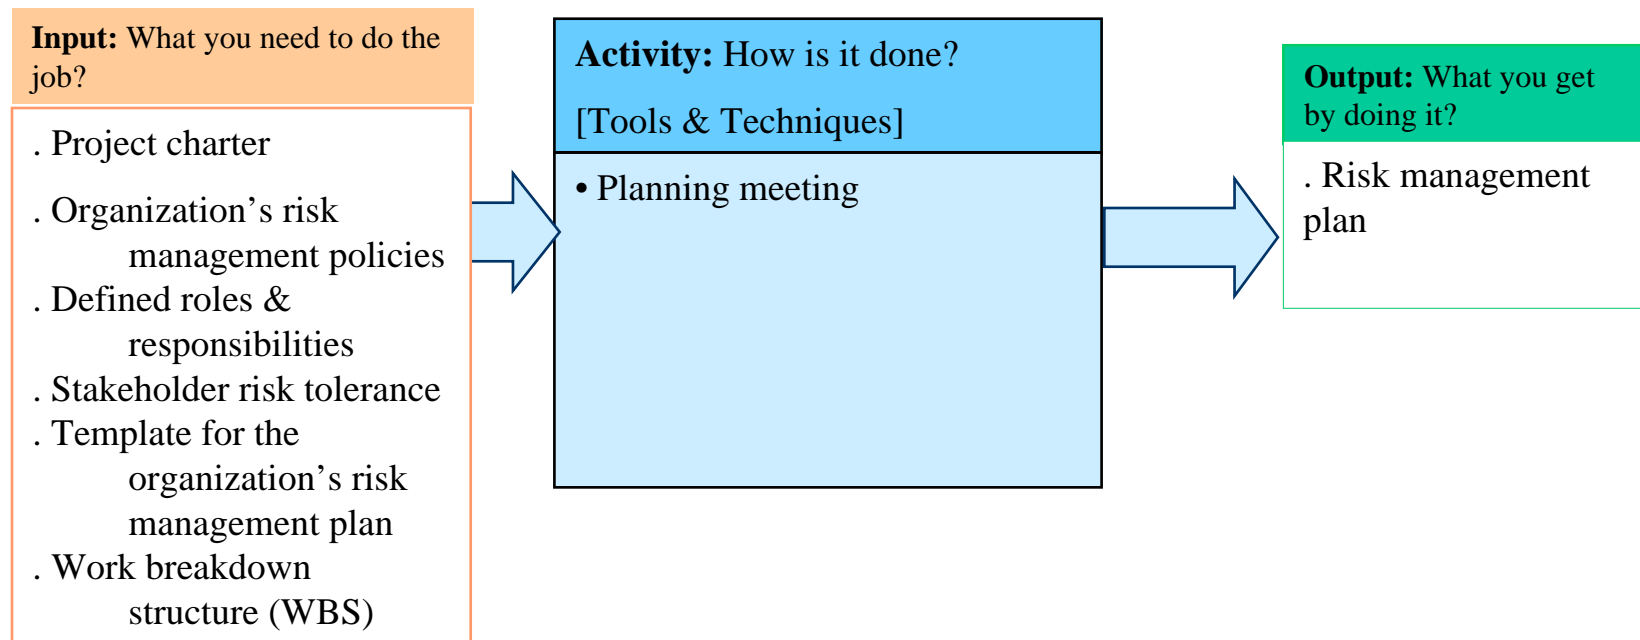 Input: What you need to do the
job?
. Project charter
. Organization’s risk
management policies
. Defined roles &
responsibilities
. Stakeholder risk tolerance
. Template for the
organization’s risk
management plan
. Work breakdown
structure (WBS)
Activity: How is it done?
[Tools & Techniques]
• Planning meeting
Output: What you get
by doing it?
. Risk management
plan